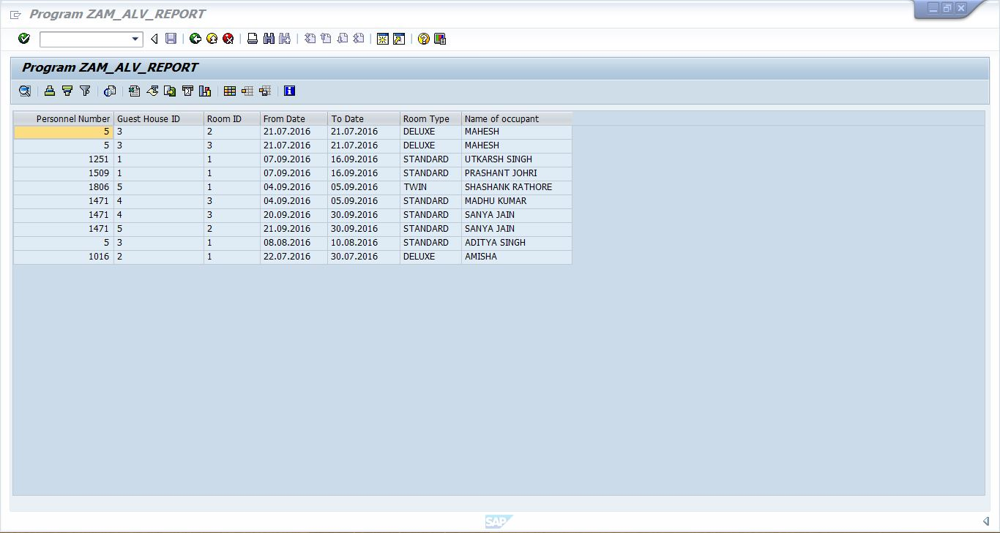 Program ZAM_ALV_REPORT
Program ZAM_ALV_REPORT
Personnel Number Guest House ID Room ID From Date To Date Room Type Name of occupant
5 3 2 21.07.2016 21.07.2016 DELUXE MAHESH
5 3 3 21.07.2016 21.07.2016 DELUXE MAHESH
1251 1 1 07.09.2016 16.09.2016 STANDARD UTKARSH SINGH
1509 1 1 07.09.2016 16.09.2016 STANDARD PRASHANT JOHRI
1806 5 1 04.09.2016 05.09.2016 TWIN SHASHANK RATHORE
1471 4 3 04.09.2016 05.09.2016 STANDARD MADHU KUMAR
1471 4 3 20.09.2016 30.09.2016 STANDARD SANYA JAIN
1471 5 2 21.09.2016 30.09.2016 STANDARD SANYA JAIN
5 3 1 08.08.2016 10.08.2016 STANDARD ADITYA SINGH
1016 2 1 22.07.2016 30.07.2016 DELUXE AMISHA
SAP